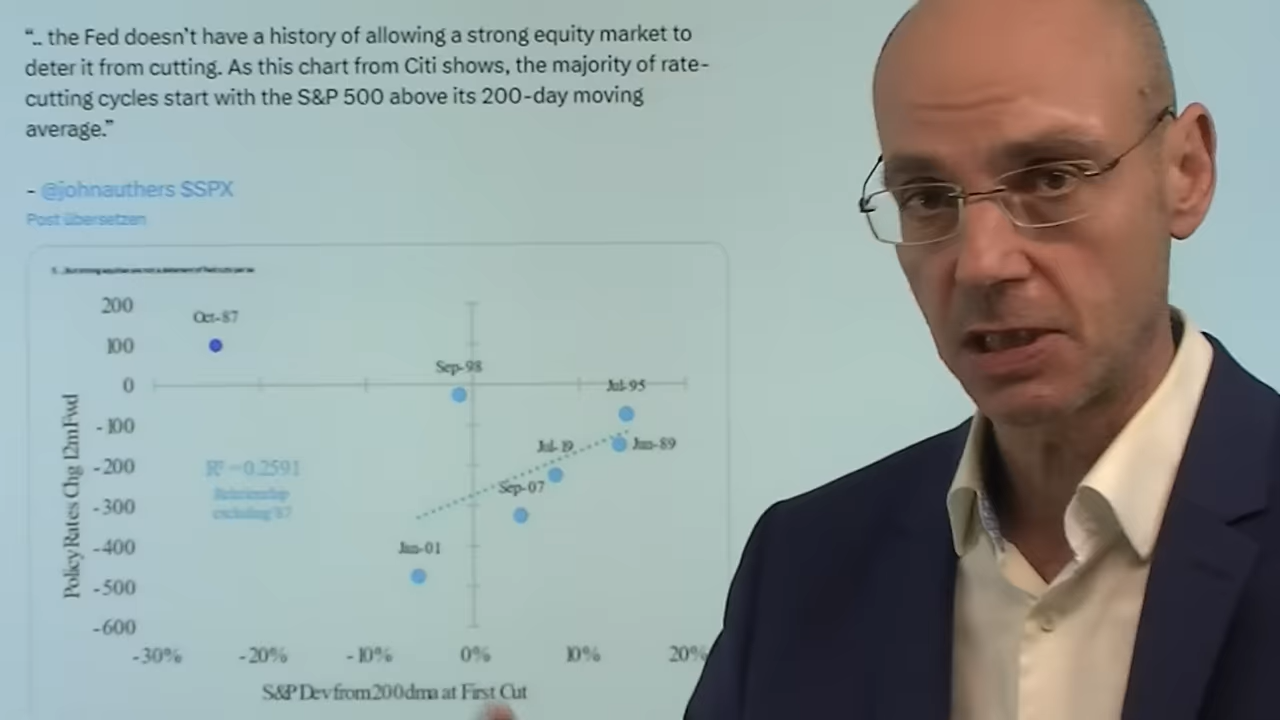 “.. the Fed doesn’t have a history of allowing a strong equity market to
deter it from cutting. As this chart from Citi shows, the majority of rate-
cutting cycles start with the S&P 500 above its 200-day moving
average.”
- @johnauthers $SPX
Post übersetzen
200
Oct-87
100
Sep-98
0
Jul-95
-100
Jul-19
Jun-89
-200
R² = 0.2591
Relationship
excluding '87
Sep-07
-300
Jan-01
-400
-500
-600
Policy Rates Chg 12m Fwd
-30% -20% -10% 0% 10% 20%
S&P Dev from 200dma at First Cut